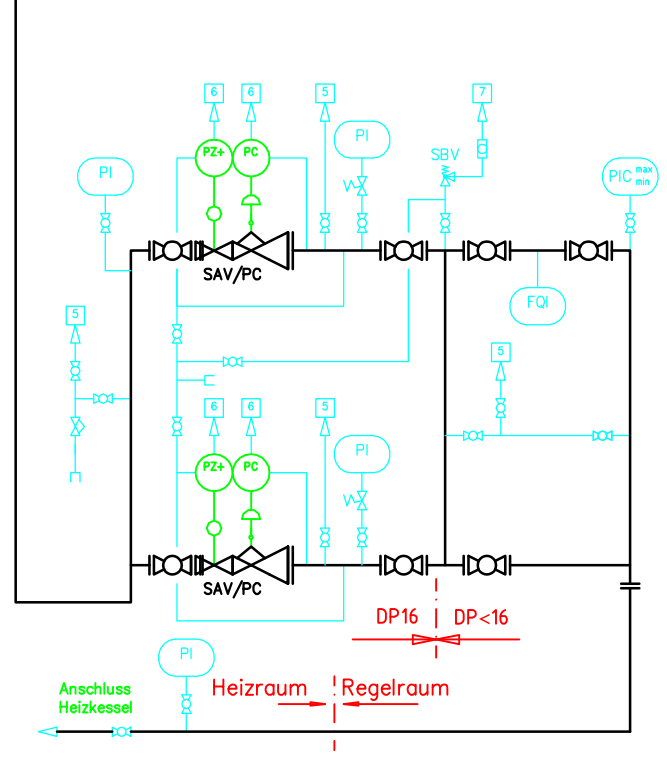 6
6
5
7
PI
PZ+
PC
SBV
PI
PIC max
min
SAV/PC
FQI
5
5
6
6
5
PI
PZ+
PC
SAV/PC
DP16
DP<16
PI
Anschluss
Heizkessel
Heizraum
Regelraum